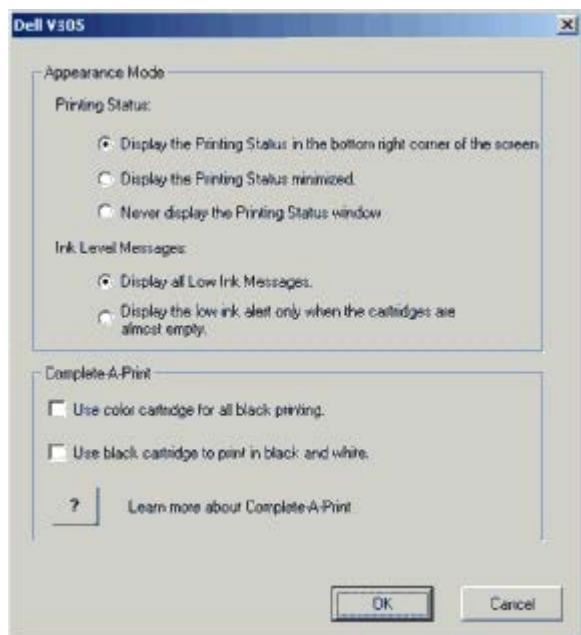 Dell V305
Appearance Mode
Printing Status:
Display the Printing Status in the bottom right corner of the screen
Display the Printing Status minimized.
Never display the Printing Status window
Ink Level Messages:
Display all Low Ink Messages.
Display the low ink alert only when the cartridges are
almost empty.
Complete-A-Print
Use color cartridge for all black printing.
Use black cartridge to print in black and white.
?
Learn more about Complete-A-Print
OK
Cancel